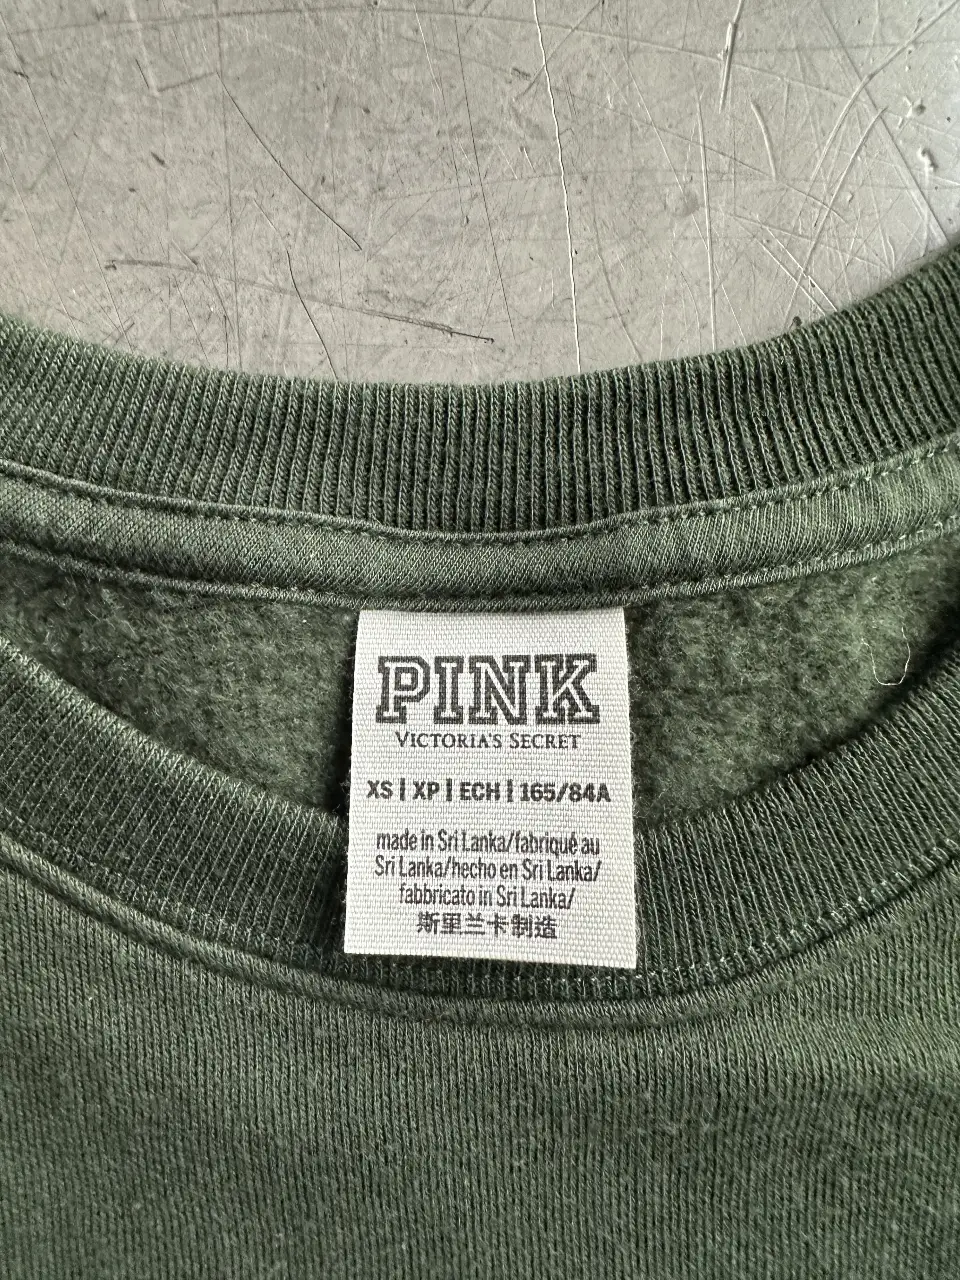 PINK
VICTORIA'S SECRET
XS | XP | ECH | 165/84A
made in Sri Lanka/fabriqué au
Sri Lanka/hecho en Sri Lanka/
fabbricato in Sri Lanka/
斯里兰卡制造